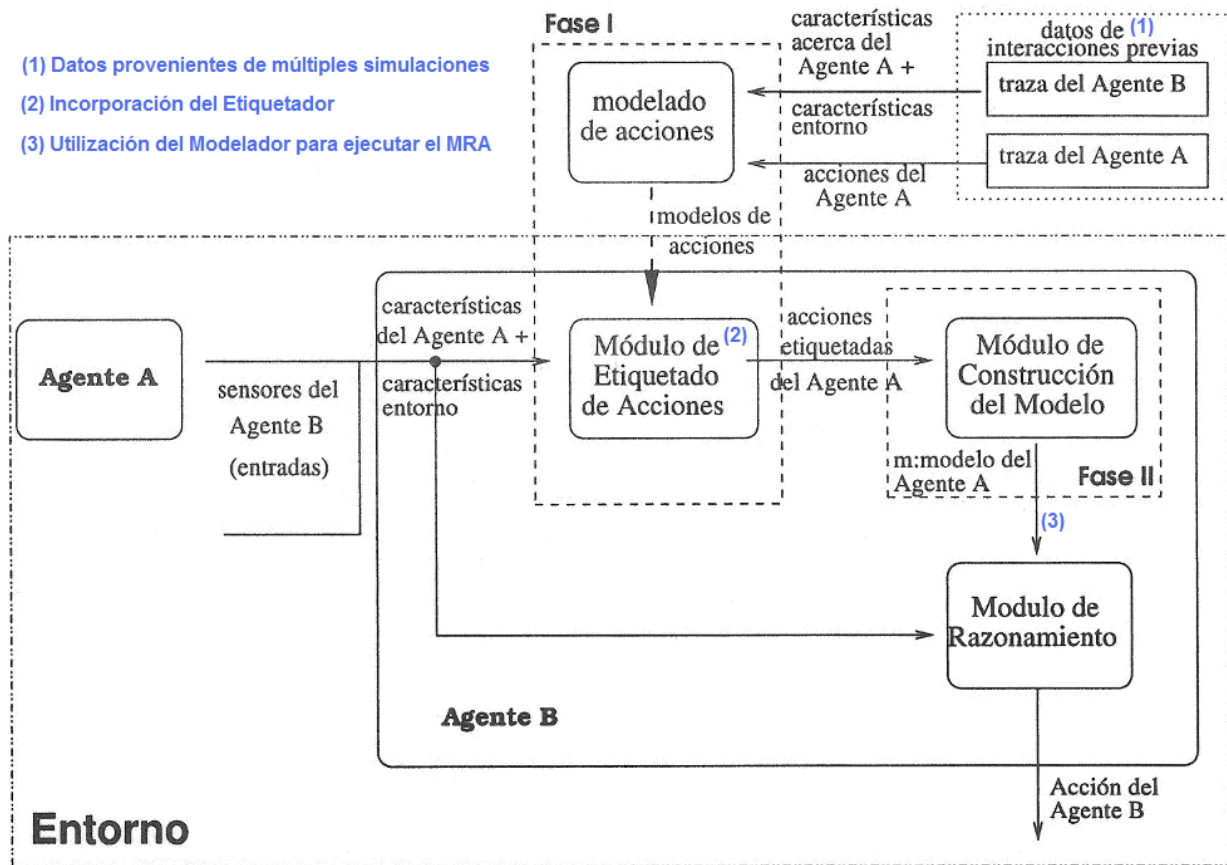 Fase I
(1) Datos provenientes de múltiples simulaciones
(2) Incorporación del Etiquetador
(3) Utilización del Modelador para ejecutar el MRA
modelado
de acciones
características
acerca del
Agente A +
características
entorno
acciones del
Agente A
datos de (1)
interacciones previas
traza del Agente B
traza del Agente A
modelos de
acciones
Agente A
sensores del
Agente B
(entradas)
características
del Agente A +
características
entorno
Módulo de (2)
Etiquetado
de Acciones
acciones
etiquetadas
del Agente A
Módulo de
Construcción
del Modelo
m:modelo del
Agente A
Fase II
(3)
Modulo de
Razonamiento
Agente B
Acción del
Agente B
Entorno